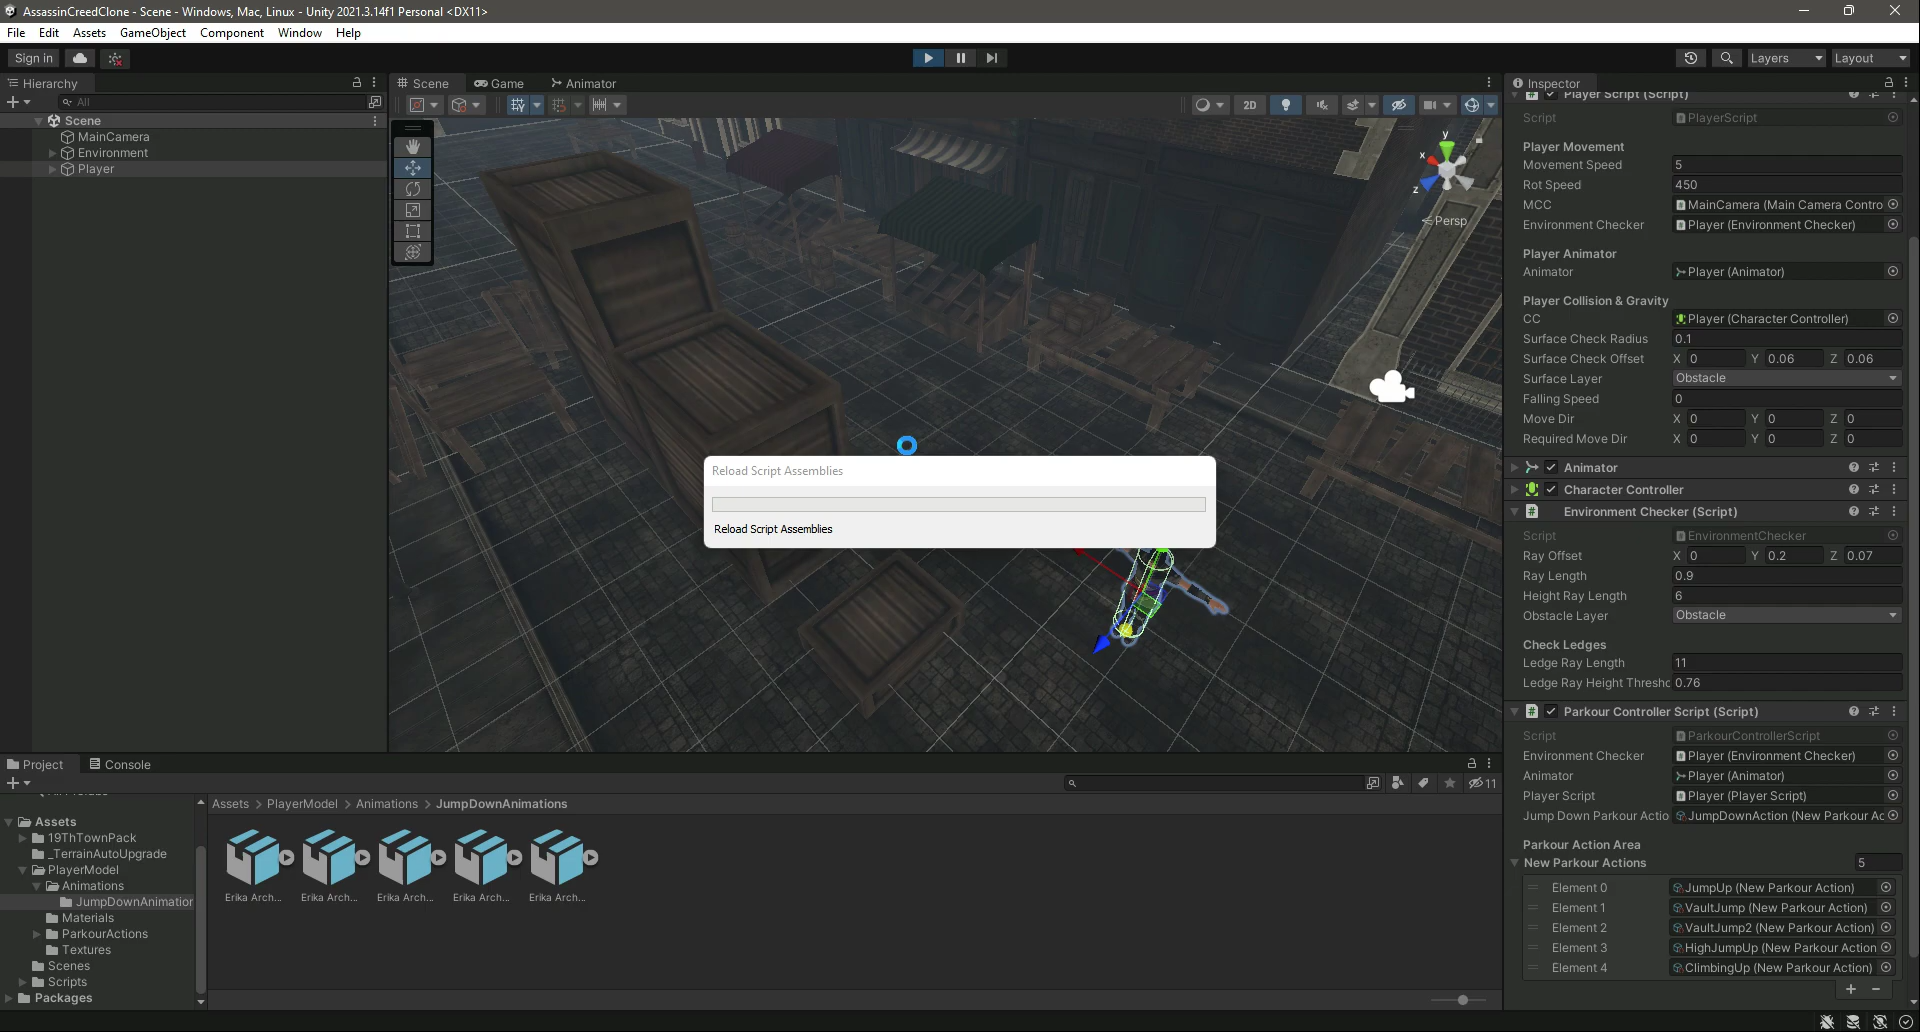 AssassinCreedClone - Scene - Windows, Mac, Linux - Unity 2021.3.14f1 Personal <DX11>
File Edit Assets GameObject Component Window Help
Sign in
Layers
Layout
Hierarchy
All
Scene
MainCamera
Environment
Player
Scene Game Animator
2D
y
x
z
Persp
Reload Script Assemblies
Reload Script Assemblies
Inspector
Player Script (Script)
Script PlayerScript
Player Movement
Movement Speed 5
Rot Speed 450
MCC MainCamera (Main Camera Contro
Environment Checker Player (Environment Checker)
Player Animator
Animator Player (Animator)
Player Collision & Gravity
CC Player (Character Controller)
Surface Check Radius 0.1
Surface Check Offset X 0 Y 0.06 Z 0.06
Surface Layer Obstacle
Falling Speed 0
Move Dir X 0 Y 0 Z 0
Required Move Dir X 0 Y 0 Z 0
Animator
Character Controller
Environment Checker (Script)
Script EnvironmentChecker
Ray Offset X 0 Y 0.2 Z 0.07
Ray Length 0.9
Height Ray Length 6
Obstacle Layer Obstacle
Check Ledges
Ledge Ray Length 11
Ledge Ray Height Thresho 0.76
Parkour Controller Script (Script)
Script ParkourControllerScript
Environment Checker Player (Environment Checker)
Animator Player (Animator)
Player Script Player (Player Script)
Jump Down Parkour Actio JumpDownAction (New Parkour Ac
Parkour Action Area
New Parkour Actions 5
Element 0 JumpUp (New Parkour Action)
Element 1 VaultJump (New Parkour Action)
Element 2 VaultJump2 (New Parkour Action)
Element 3 HighJumpUp (New Parkour Action
Element 4 ClimbingUp (New Parkour Action)
Project Console
11
Assets
19ThTownPack
_TerrainAutoUpgrade
PlayerModel
Animations
JumpDownAnimation
Materials
ParkourActions
Textures
Scenes
Scripts
Packages
Assets > PlayerModel > Animations > JumpDownAnimations
Erika Arch... Erika Arch... Erika Arch... Erika Arch... Erika Arch...